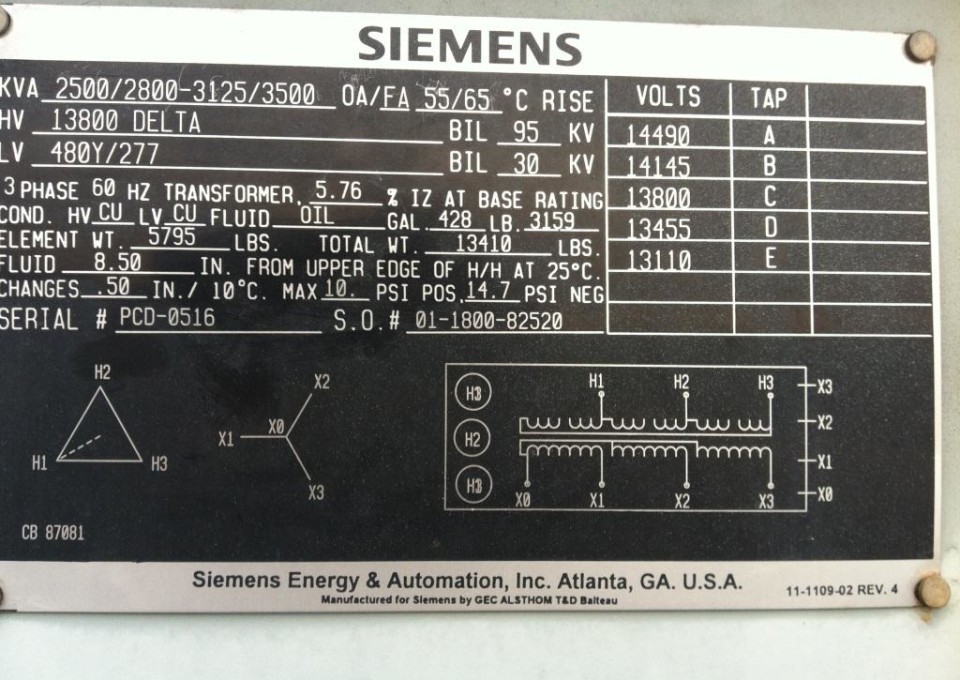 SIEMENS
KVA 2500/2800-3125/3500 OA/FA 55/65 °C RISE
HV 13800 DELTA BIL 95 KV
LV 480Y/277 BIL 30 KV
3 PHASE 60 HZ TRANSFORMER, 5.76 % IZ AT BASE RATING
COND. HV CU LV CU FLUID OIL GAL. 428 LB. 3159
ELEMENT WT. 5795 LBS. TOTAL WT. 13410 LBS.
FLUID 8.50 IN. FROM UPPER EDGE OF H/H AT 25°C.
CHANGES .50 IN./ 10°C. MAX 10. PSI POS, 14.7 PSI NEG
SERIAL # PCD-0516 S.O.# 01-1800-82520
VOLTS TAP
14490 A
14145 B
13800 C
13455 D
13110 E
H2
H1 H3
X2
X1 X0
X3
H2
H1 H2 H3
X0 X1 X2 X3
X3
X2
X1
X0
CB 87081
Siemens Energy & Automation, Inc. Atlanta, GA. U.S.A.
Manufactured for Siemens by GEC ALSTHOM T&D Balteau
11-1109-02 REV. 4